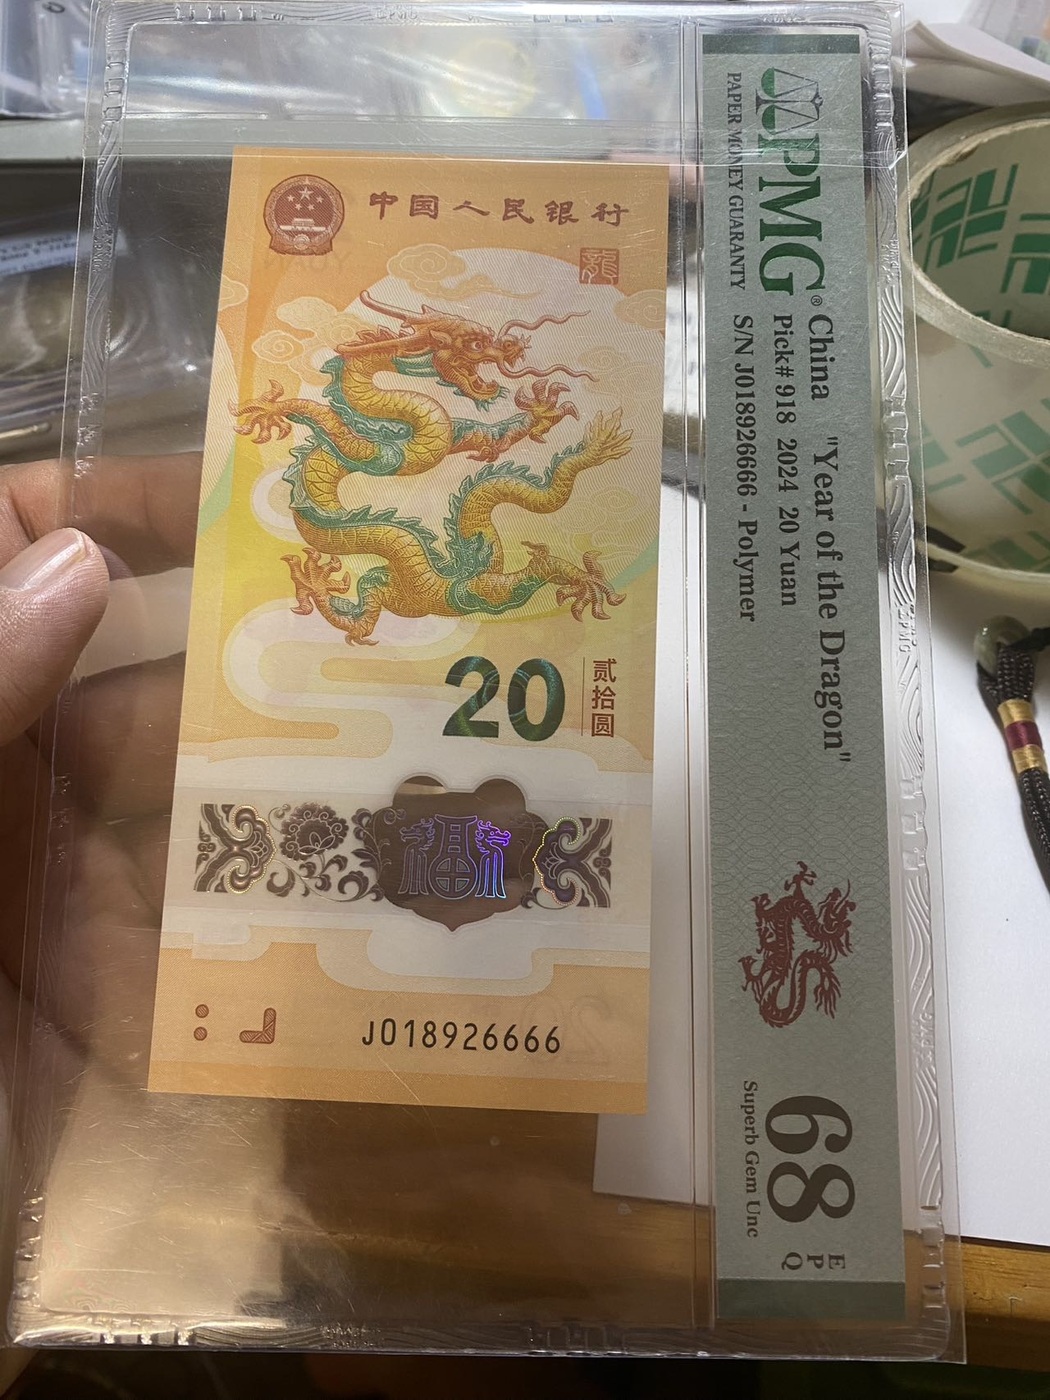 中国人民银行
龍
20
贰拾圆
J018926666
PMG®
PAPER MONEY GUARANTY
China "Year of the Dragon"
Pick# 918 2024 20 Yuan
S/N J018926666 - Polymer
68 EPQ
Superb Gem Unc